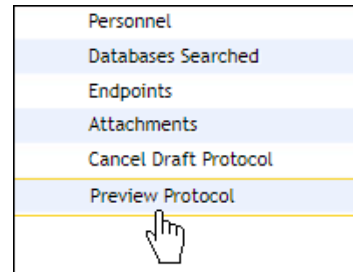 Personnel
Databases Searched
Endpoints
Attachments
Cancel Draft Protocol
Preview Protocol